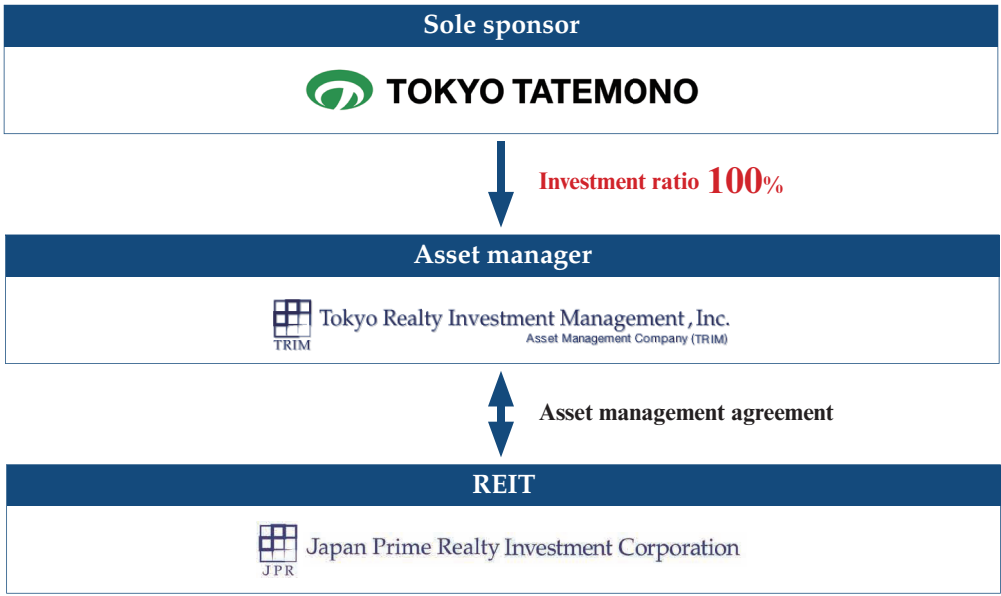 Sole sponsor
TOKYO TATEMONO
Investment ratio 100%
Asset manager
Tokyo Realty Investment Management, Inc.
Asset Management Company (TRIM)
TRIM
Asset management agreement
REIT
Japan Prime Realty Investment Corporation
JPR